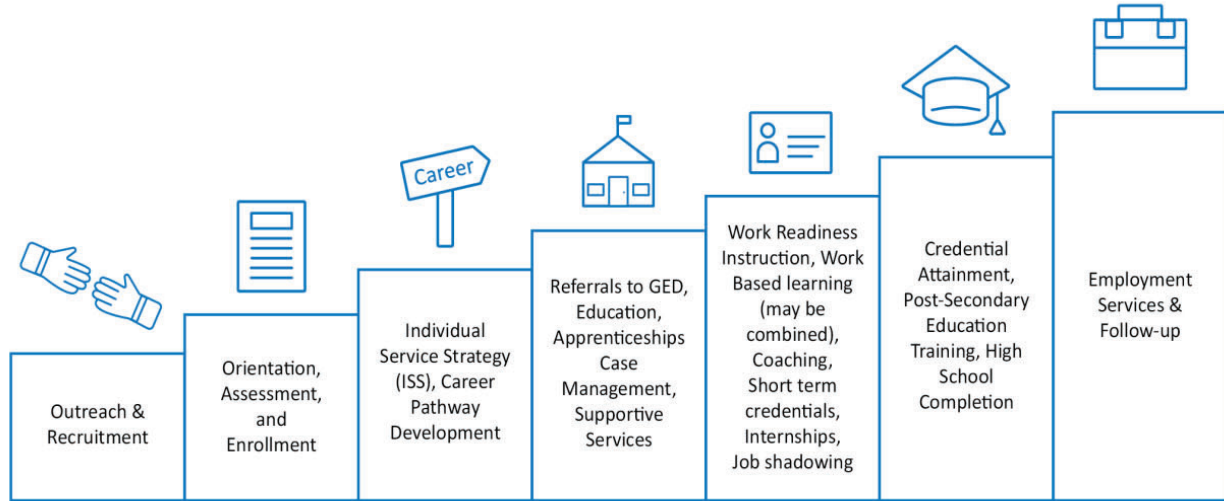 Outreach &
Recruitment
Orientation,
Assessment,
and
Enrollment
Career
Individual
Service Strategy
(ISS), Career
Pathway
Development
Referrals to GED,
Education,
Apprenticeships
Case
Management,
Supportive
Services
Work Readiness
Instruction, Work
Based learning
(may be
combined),
Coaching,
Short term
credentials,
Internships,
Job shadowing
Credential
Attainment,
Post-Secondary
Education
Training, High
School
Completion
Employment
Services &
Follow-up